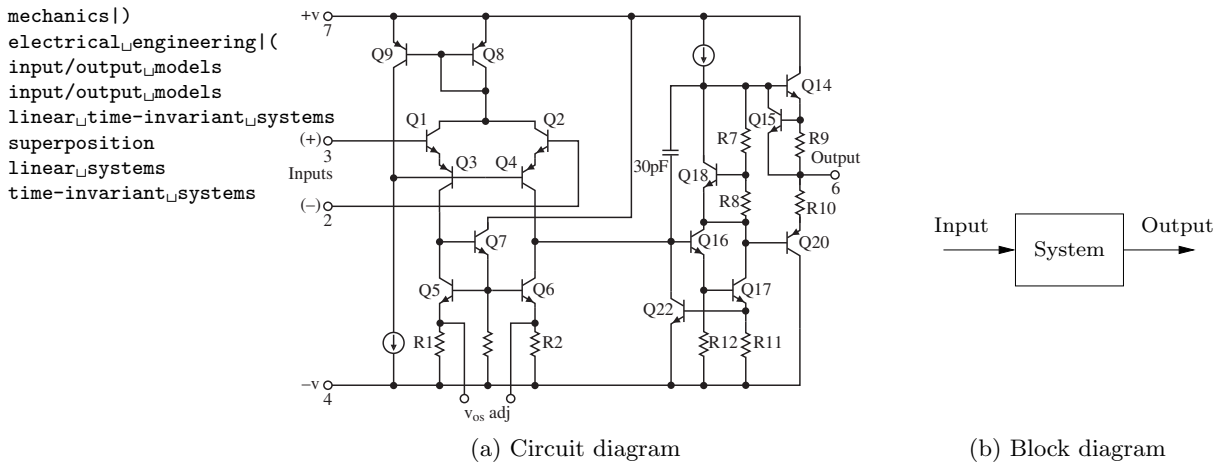 mechanics|)
electrical␣engineering|(
input/output␣models
input/output␣models
linear␣time-invariant␣systems
superposition
linear␣systems
time-invariant␣systems
+v
7
Q9
Q8
Q14
Q1
Q2
Q15
R7
R9
(+)
3
Q3
Q4
30pF
Output
6
Inputs
Q18
R8
R10
(−)
2
Q7
Q16
Q20
Q5
Q6
Q17
Q22
R1
R2
R12
R11
−v
4
vos adj
(a) Circuit diagram
Input
System
Output
(b) Block diagram